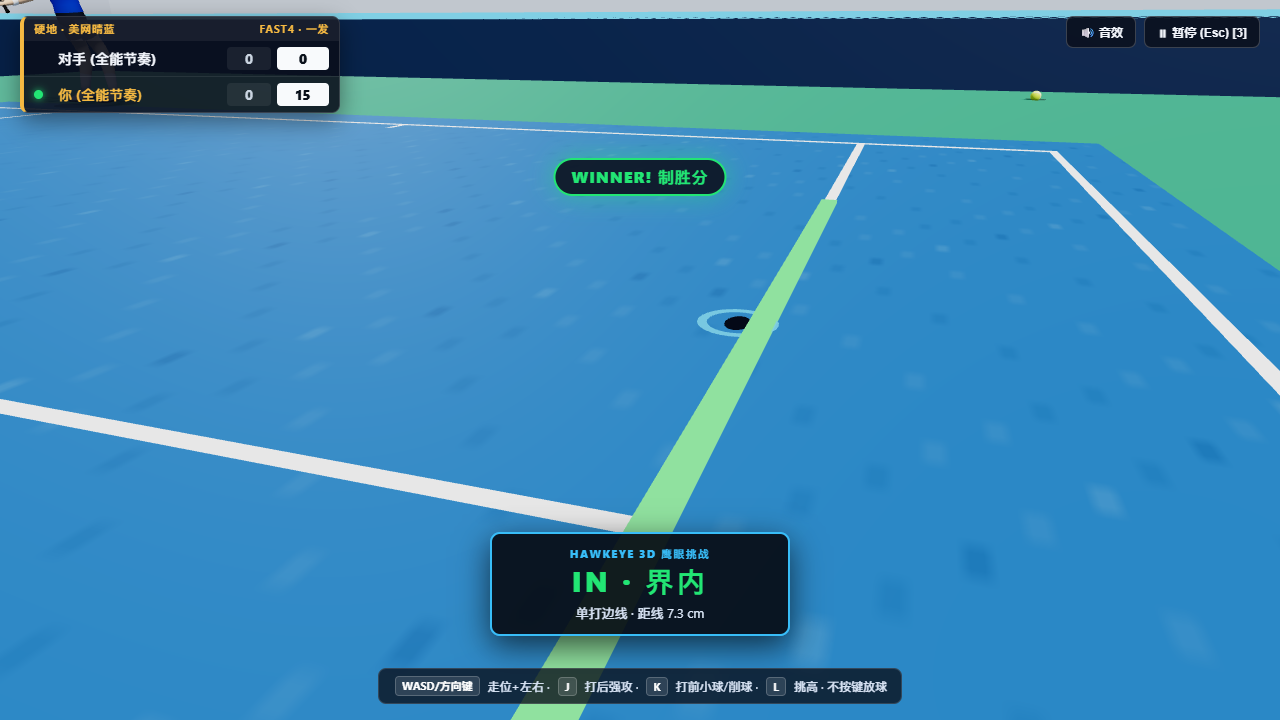 硬地 · 美网晴蓝 FAST4 · 一发
对手 (全能节奏) 0 0
你 (全能节奏) 0 15
音效 暂停 (Esc) [3]
WINNER! 制胜分
HAWKEYE 3D 鹰眼挑战
IN · 界内
单打边线 · 距线 7.3 cm
WASD/方向键 走位+左右 · J 打后强攻 · K 打前小球/削球 · L 挑高 · 不按键放球